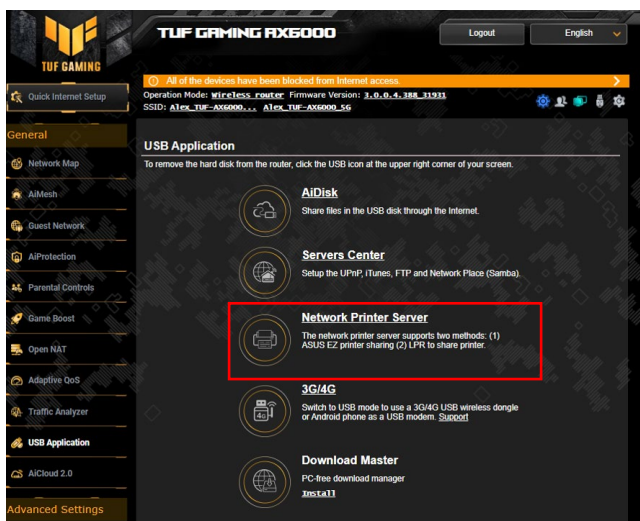 TUF GAMING AX6000
Logout
English
TUF GAMING
All of the devices have been blocked from Internet access.
Quick Internet Setup
Operation Mode: Wireless router Firmware Version: 3.0.0.4.388_31931
SSID: Alex_TUF-AX6000... Alex_TUF-AX6000_5G
General
Network Map
AiMesh
Guest Network
AiProtection
Parental Controls
Game Boost
Open NAT
Adaptive QoS
Traffic Analyzer
USB Application
AiCloud 2.0
Advanced Settings
USB Application
To remove the hard disk from the router, click the USB icon at the upper right corner of your screen.
AiDisk
Share files in the USB disk through the Internet.
Servers Center
Setup the UPnP, iTunes, FTP and Network Place (Samba).
Network Printer Server
The network printer server supports two methods: (1)
ASUS EZ printer sharing (2) LPR to share printer.
3G/4G
4G
Switch to USB mode to use a 3G/4G USB wireless dongle
or Android phone as a USB modem. Support
Download Master
PC-free download manager
Install